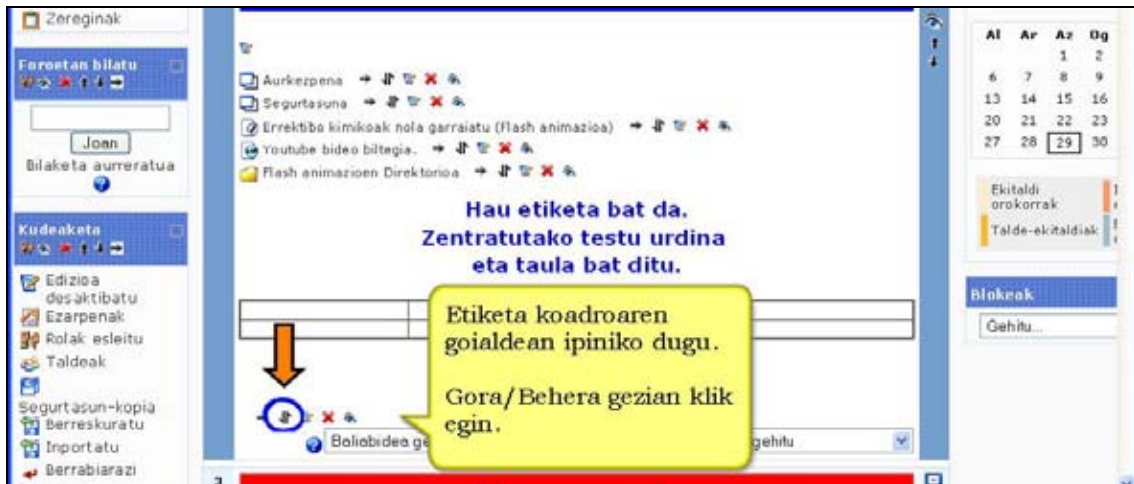 Zereginak
Foroetan bilatu
Joan
Bilaketa aurreratua
Kudeaketa
Edizioa
desaktibatu
Ezarpenak
Rolak esleitu
Taldeak
Segurtasun-kopia
Berreskuratu
Inportatu
Berrabiarazi
Aurkezpena
Segurtasuna
Errektibo kimikoak nola garraiatu (Flash animazioa)
Youtube bideo biltegia.
Flash animazioen Direktorioa
Hau etiketa bat da.
Zentratutako testu urdina
eta taula bat ditu.
Etiketa koadroaren
goialdean ipiniko dugu.
Gora/Behera gezian klik
egin.
Baliabidea ge
gehitu
Al Ar Az Og
1 2
6 7 8 9
13 14 15 16
20 21 22 23
27 28 29 30
Ekitaldi
orokorrak
Talde-ekitaldiak
Blokeak
Gehitu...